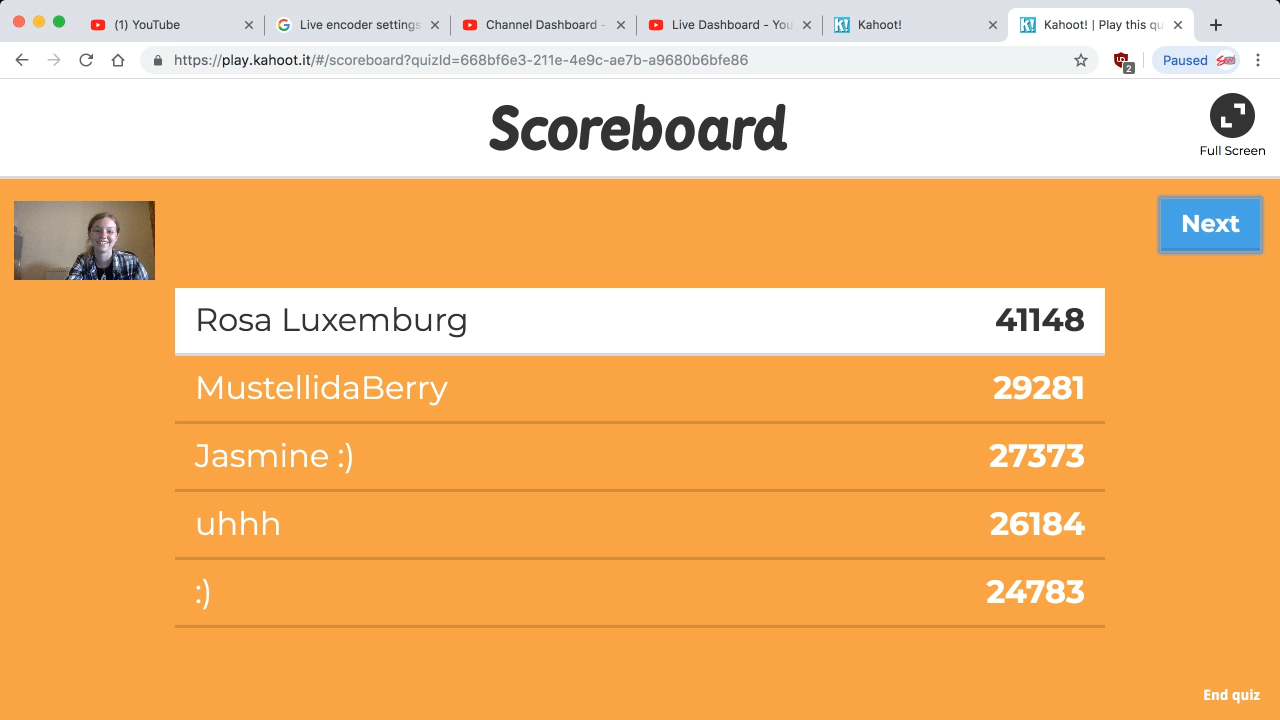 (1) YouTube
Live encoder settings
Channel Dashboard -
Live Dashboard - You
Kahoot!
Kahoot! | Play this qu
https://play.kahoot.it/#/scoreboard?quizId=668bf6e3-211e-4e9c-ae7b-a9680b6bfe86
2
Paused
Scoreboard
Full Screen
Next
Rosa Luxemburg 41148
MustellidaBerry 29281
Jasmine :) 27373
uhhh 26184
:) 24783
End quiz